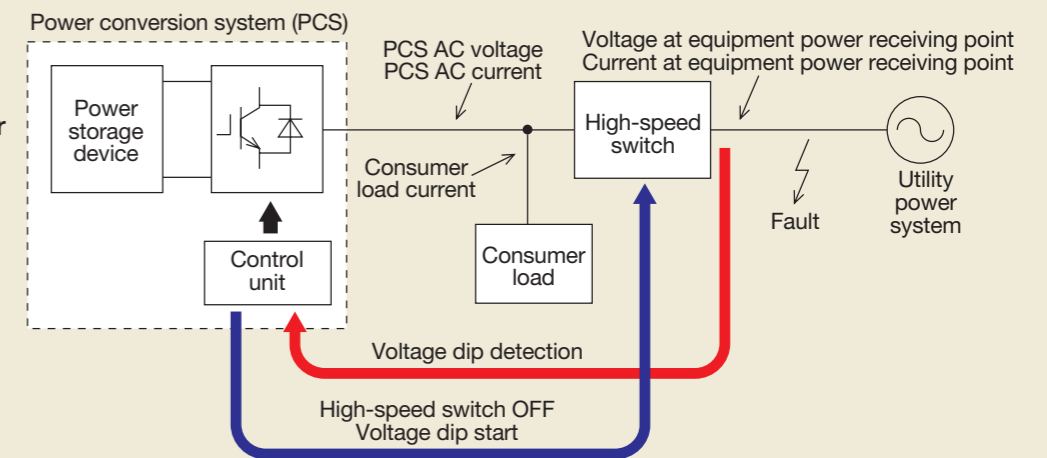 Power conversion system (PCS)
Power
storage
device
r
PCS AC voltage
PCS AC current
Voltage at equipment power receiving point
Current at equipment power receiving point
High-speed
switch
Consumer
load current
Utility
power
system
Fault
Control
unit
Consumer
load
Voltage dip detection
High-speed switch OFF
Voltage dip start